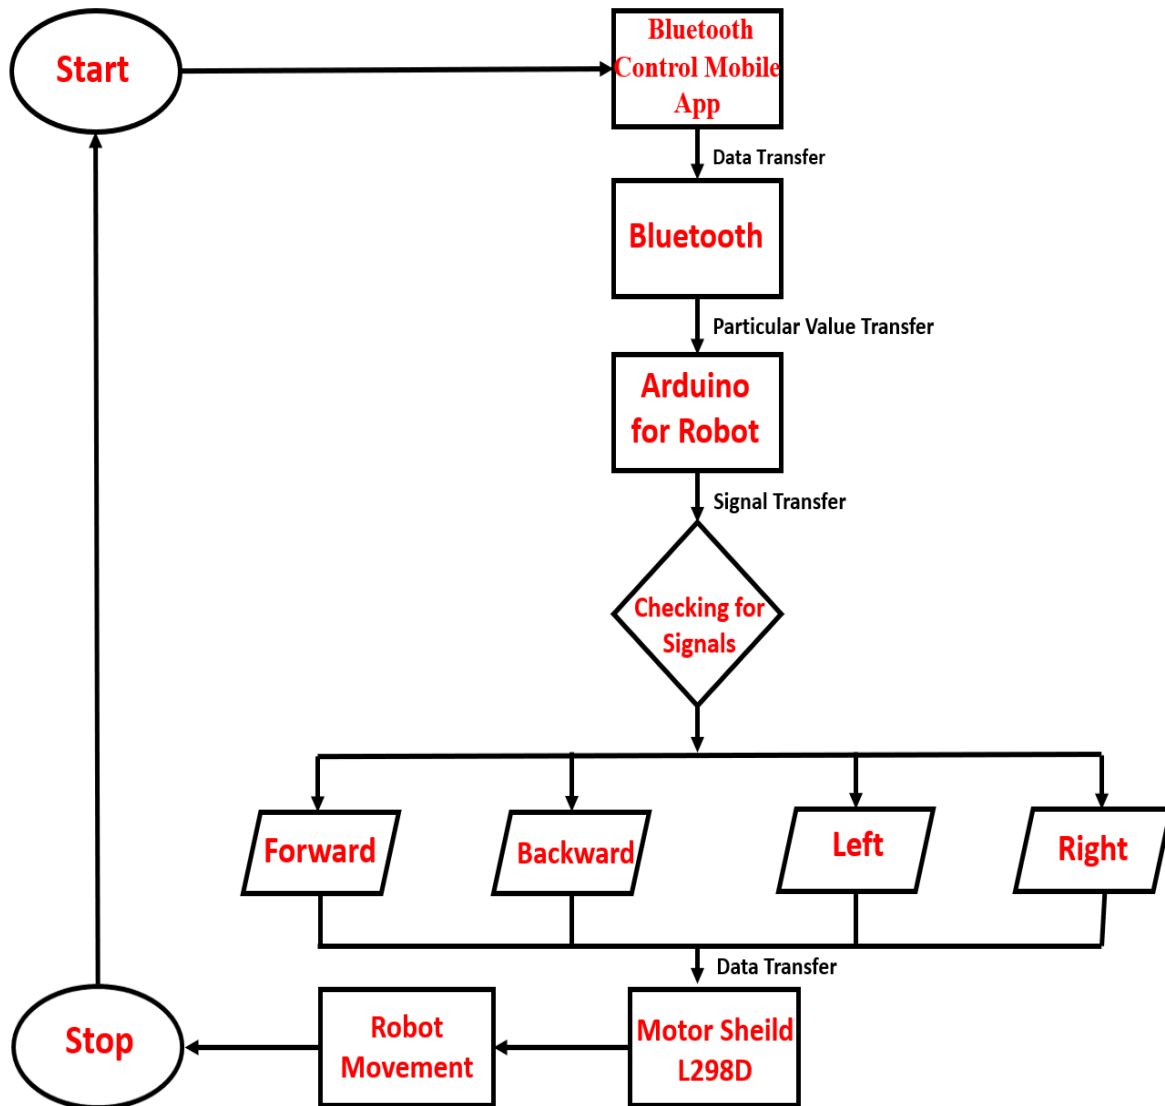 Start
Bluetooth
Control Mobile
App
Data Transfer
Bluetooth
Particular Value Transfer
Arduino
for Robot
Signal Transfer
Checking for
Signals
Forward
Backward
Left
Right
Data Transfer
Motor Sheild
L298D
Robot
Movement
Stop